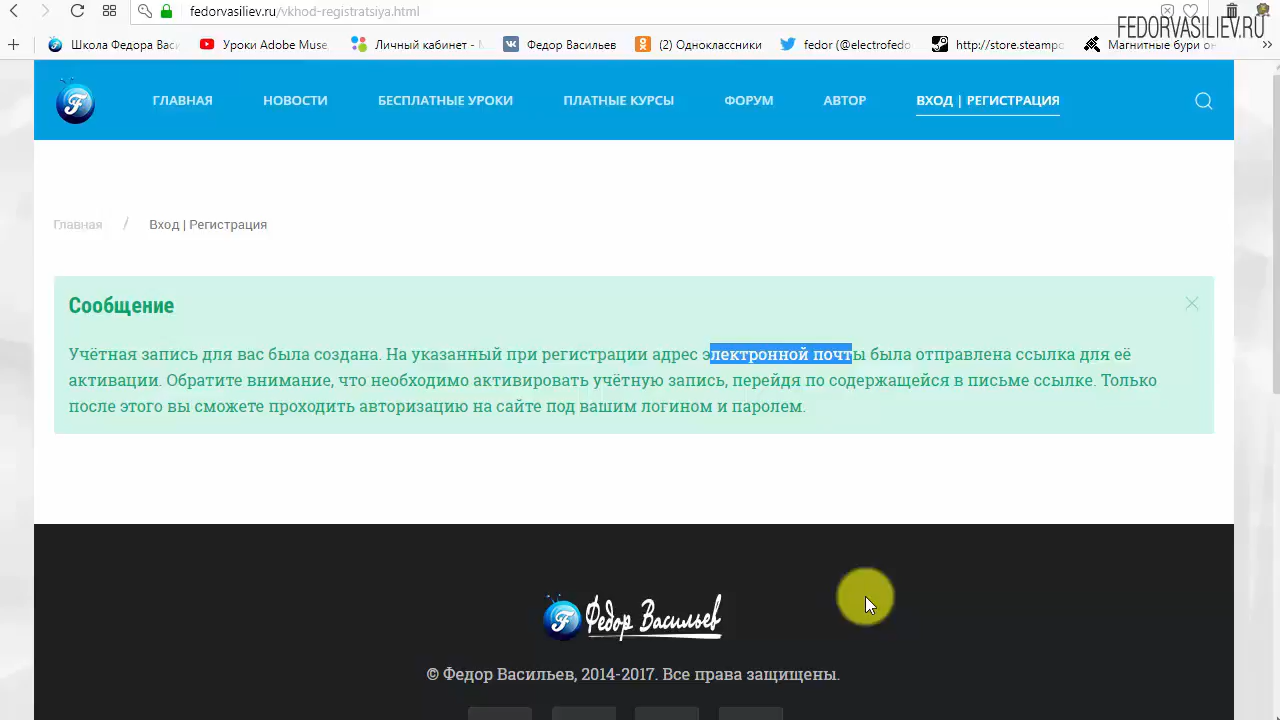 fedorvasiliev.ru/vkhod-registratsiya.html
FEDORVASILIEV.RU
Школа Федора Васи
Уроки Adobe Muse
Личный кабинет -
Федор Васильев
(2) Одноклассники
fedor (@electrofedo
http://store.steampo
Магнитные бури он
ГЛАВНАЯ
НОВОСТИ
БЕСПЛАТНЫЕ УРОКИ
ПЛАТНЫЕ КУРСЫ
ФОРУМ
АВТОР
ВХОД | РЕГИСТРАЦИЯ
Главная / Вход | Регистрация
Сообщение
Учётная запись для вас была создана. На указанный при регистрации адрес электронной почты была отправлена ссылка для её
активации. Обратите внимание, что необходимо активировать учётную запись, перейдя по содержащейся в письме ссылке. Только
после этого вы сможете проходить авторизацию на сайте под вашим логином и паролем.
Федор Васильев
© Федор Васильев, 2014-2017. Все права защищены.